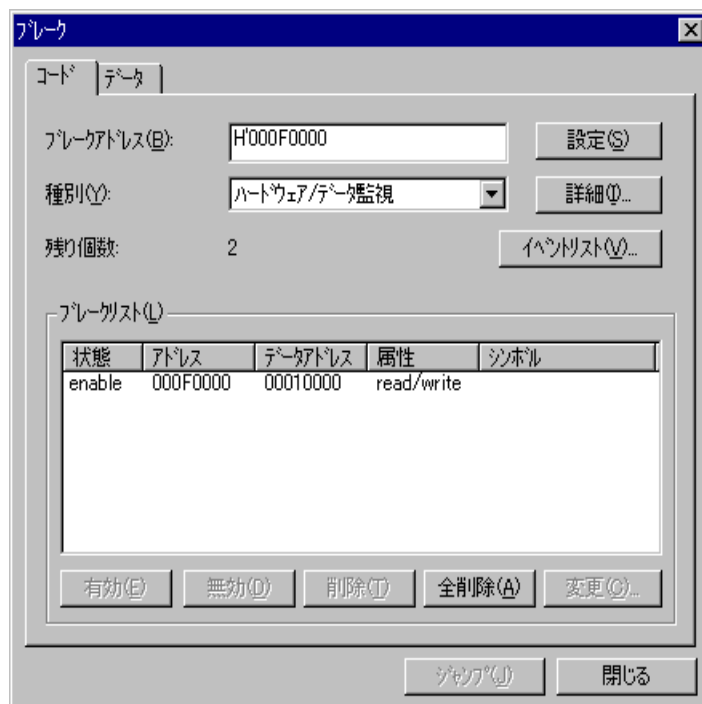 ブレーク
コード データ
ブレークアドレス(B): H'000F0000 設定(S)
種別(Y): ハードウェア/データ監視 詳細(I)...
残り個数: 2 イベントリスト(V)...
ブレークリスト(L)
状態 アドレス データアドレス 属性 シンボル
enable 000F0000 00010000 read/write
有効(E) 無効(D) 削除(T) 全削除(A) 変更(C)...
ジャンプ(J) 閉じる